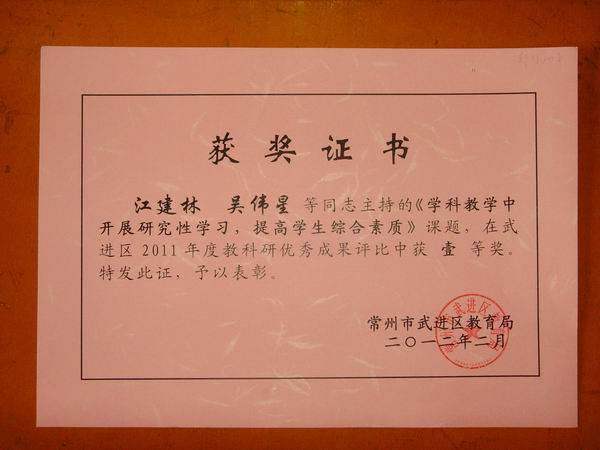 获奖证书
江建林 吴伟星 等同志主持的《学科教学中
开展研究性学习，提高学生综合素质》课题，在武
进区2011年度教科研优秀成果评比中获 壹 等奖。
特发此证，予以表彰。
常州市武进区教育局
二〇一二年二月